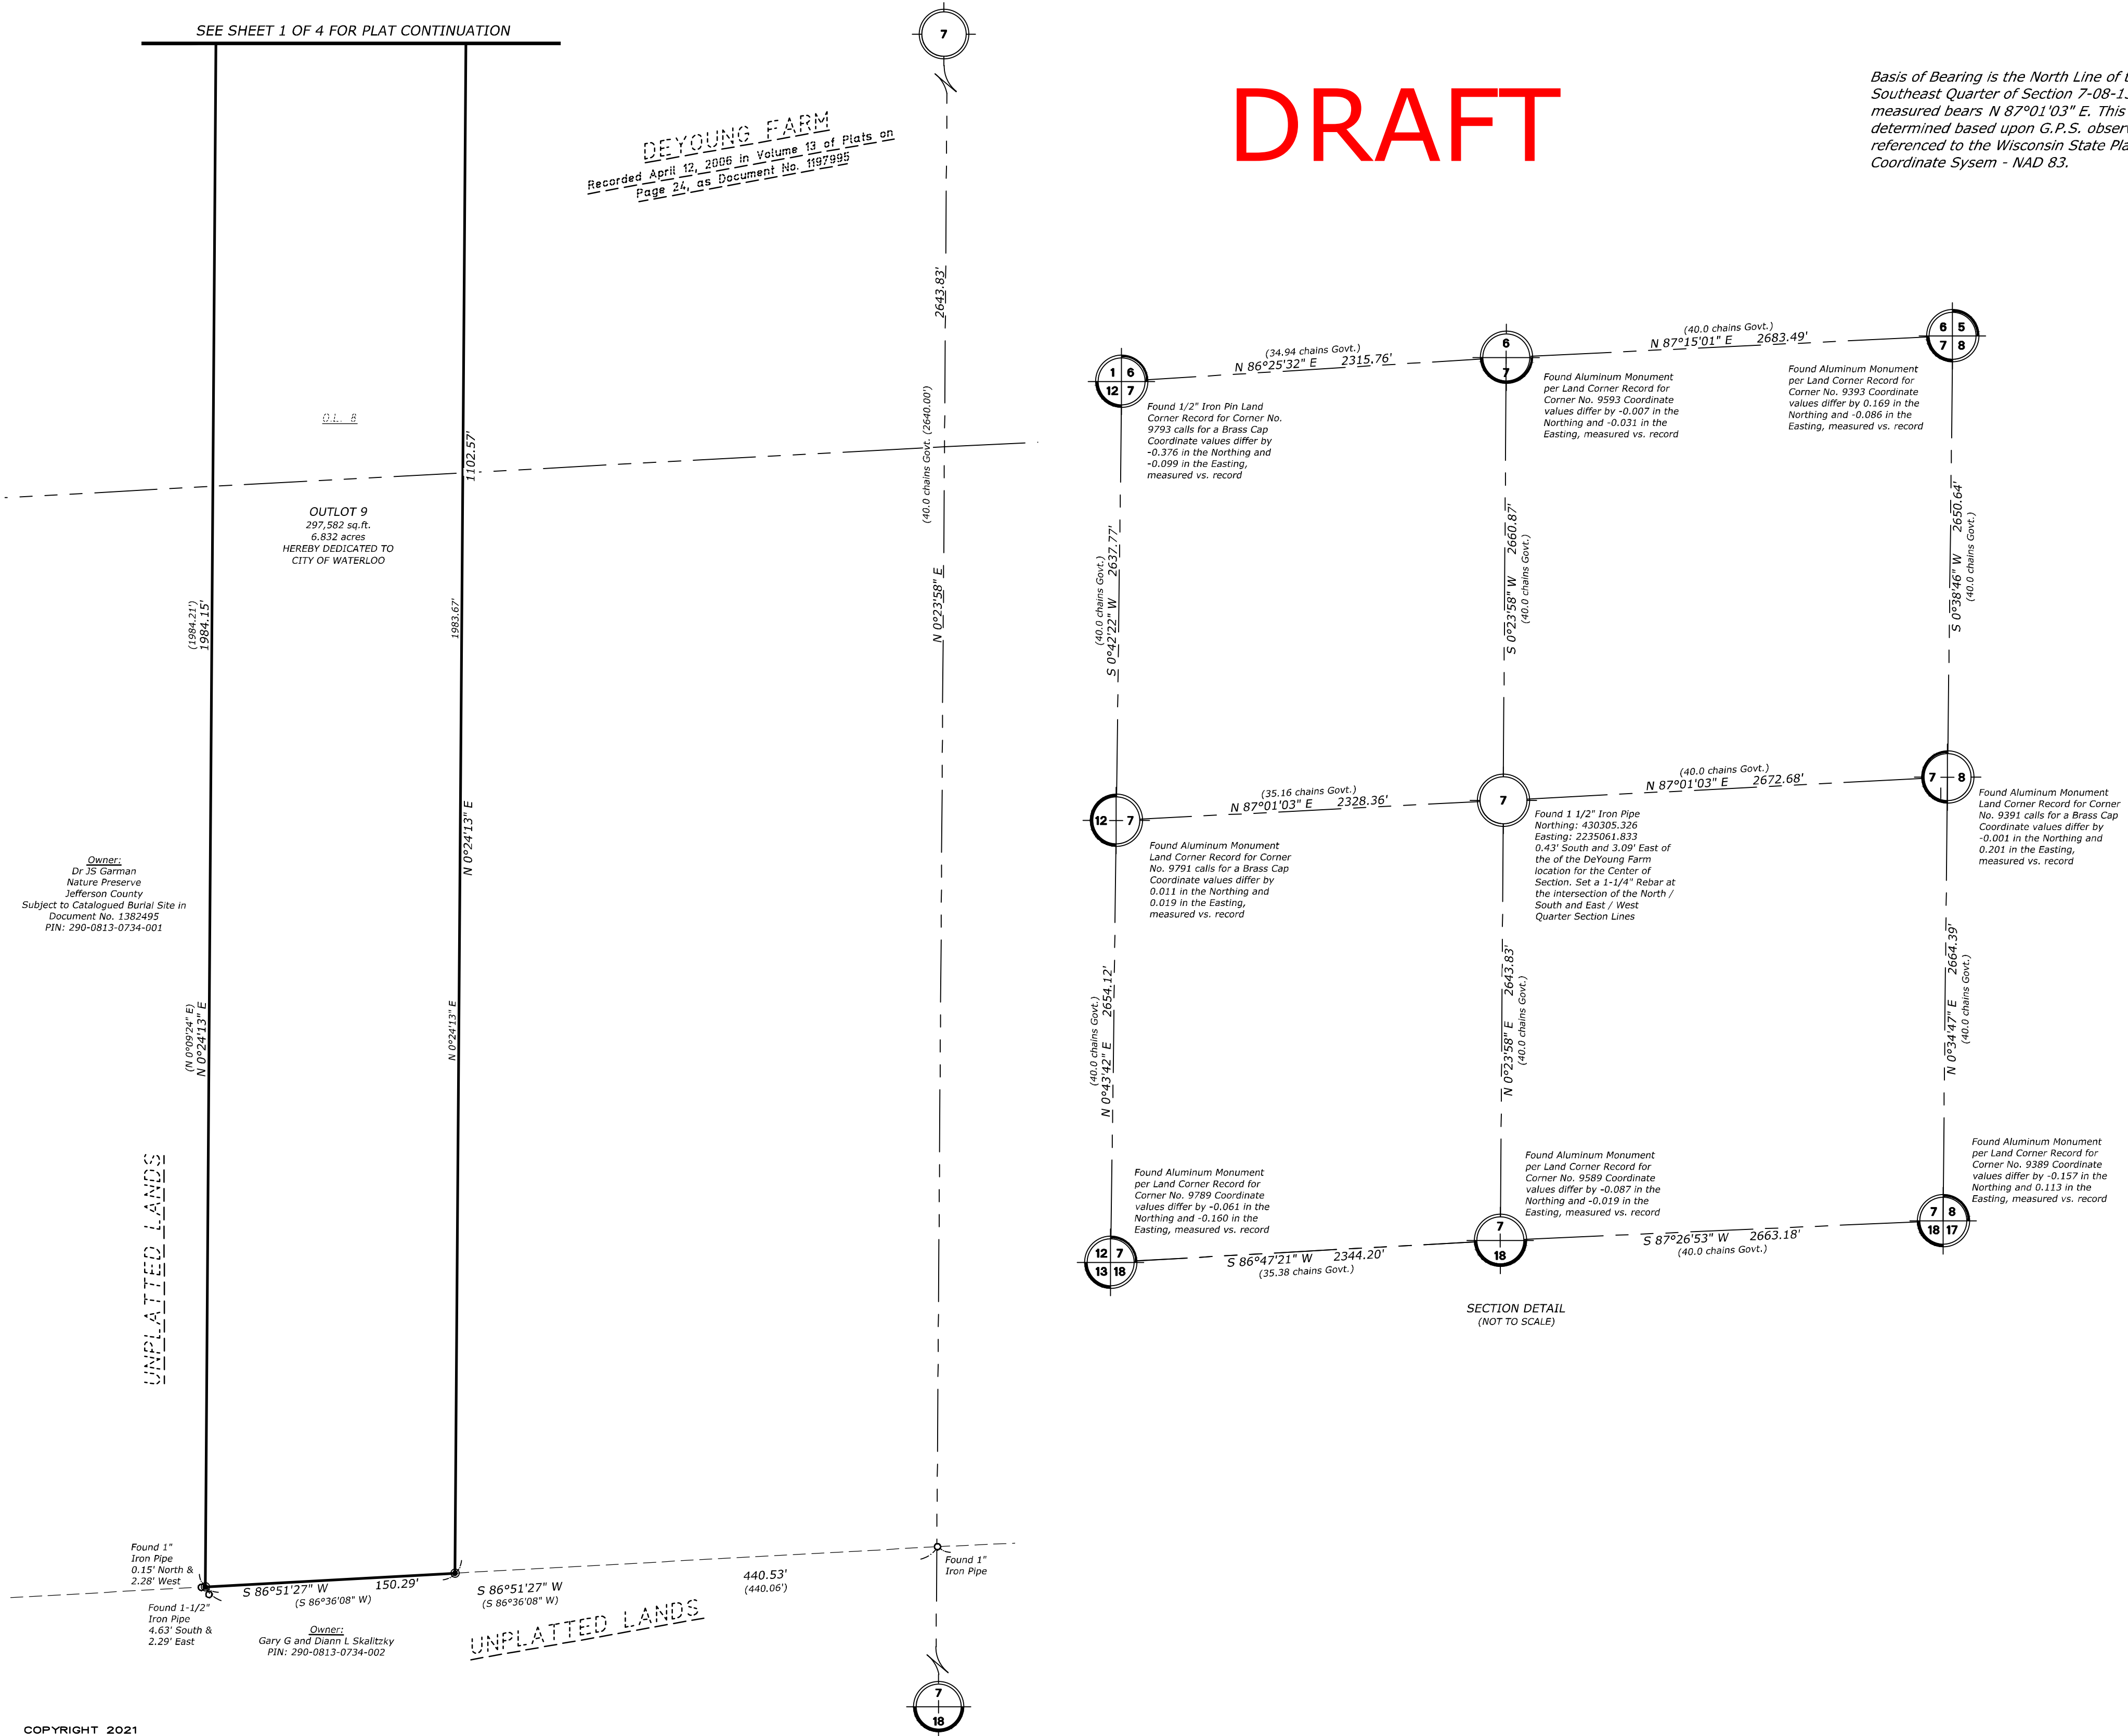 SEE SHEET 1 OF 4 FOR PLAT CONTINUATION
7
DRAFT
Basis of Bearing is the North Line of
Southeast Quarter of Section 7-08-13
measured bears N 87°01'03" E. This
determined based upon G.P.S.
referenced to the Wisconsin State
Coordinate Sysem - NAD 83.
DEYOUNG FARM
Recorded April 12, 2006 in Volume 13 of Plats on
Page 24, as Document No. 1197995
2643.83'
(40.0 chains Govt. (2640.00')
N 0°23'58" E
O.L. 8
1102.57'
OUTLOT 9
297,582 sq.ft.
6.832 acres
HEREBY DEDICATED TO
CITY OF WATERLOO
(1984.21')
1984.15'
1983.67'
N 0°24'13" E
Owner:
Dr JS Garman
Nature Preserve
Jefferson County
Subject to Catalogued Burial Site in
Document No. 1382495
PIN: 290-0813-0734-001
(N 0°09'24" E)
N 0°24'13" E
N 0°24'13" E
UNPLATTED LANDS
Found 1"
Iron Pipe
0.15' North &
2.28' West
Found 1-1/2"
Iron Pipe
4.63' South &
2.29' East
S 86°51'27" W 150.29'
(S 86°36'08" W)
Owner:
Gary G and Diann L Skalitzky
PIN: 290-0813-0734-002
S 86°51'27" W
(S 86°36'08" W)
440.53'
(440.06')
UNPLATTED LANDS
Found 1"
Iron Pipe
7
18
COPYRIGHT 2021
1 6
12 7
(34.94 chains Govt.)
N 86°25'32" E 2315.76'
6
7
(40.0 chains Govt.)
N 87°15'01" E 2683.49'
6 5
7 8
Found 1/2" Iron Pin Land
Corner Record for Corner No.
9793 calls for a Brass Cap
Coordinate values differ by
-0.376 in the Northing and
-0.099 in the Easting,
measured vs. record
Found Aluminum Monument
per Land Corner Record for
Corner No. 9593 Coordinate
values differ by -0.007 in the
Northing and -0.031 in the
Easting, measured vs. record
Found Aluminum Monument
per Land Corner Record for
Corner No. 9393 Coordinate
values differ by 0.169 in the
Northing and -0.086 in the
Easting, measured vs. record
(40.0 chains Govt.)
S 0°42'22" W 2637.77'
S 0°23'58" W 2660.87'
(40.0 chains Govt.)
S 0°38'46" W 2650.64'
(40.0 chains Govt.)
12 7
(35.16 chains Govt.)
N 87°01'03" E 2328.36'
7
(40.0 chains Govt.)
N 87°01'03" E 2672.68'
7 8
Found Aluminum Monument
Land Corner Record for Corner
No. 9791 calls for a Brass Cap
Coordinate values differ by
0.011 in the Northing and
0.019 in the Easting,
measured vs. record
Found 1 1/2" Iron Pipe
Northing: 430305.326
Easting: 2235061.833
0.43' South and 3.09' East of
the of the DeYoung Farm
location for the Center of
Section. Set a 1-1/4" Rebar at
the intersection of the North /
South and East / West
Quarter Section Lines
Found Aluminum Monument
Land Corner Record for Corner
No. 9391 calls for a Brass Cap
Coordinate values differ by
-0.001 in the Northing and
0.201 in the Easting,
measured vs. record
(40.0 chains Govt.)
N 0°43'42" E 2654.12'
N 0°23'58" E 2643.83'
(40.0 chains Govt.)
N 0°34'47" E 2664.39'
(40.0 chains Govt.)
Found Aluminum Monument
per Land Corner Record for
Corner No. 9789 Coordinate
values differ by -0.061 in the
Northing and -0.160 in the
Easting, measured vs. record
Found Aluminum Monument
per Land Corner Record for
Corner No. 9589 Coordinate
values differ by -0.087 in the
Northing and -0.019 in the
Easting, measured vs. record
Found Aluminum Monument
per Land Corner Record for
Corner No. 9389 Coordinate
values differ by -0.157 in the
Northing and 0.113 in the
Easting, measured vs. record
12 7
13 18
S 86°47'21" W 2344.20'
(35.38 chains Govt.)
7
18
S 87°26'53" W 2663.18'
(40.0 chains Govt.)
7 8
18 17
SECTION DETAIL
(NOT TO SCALE)